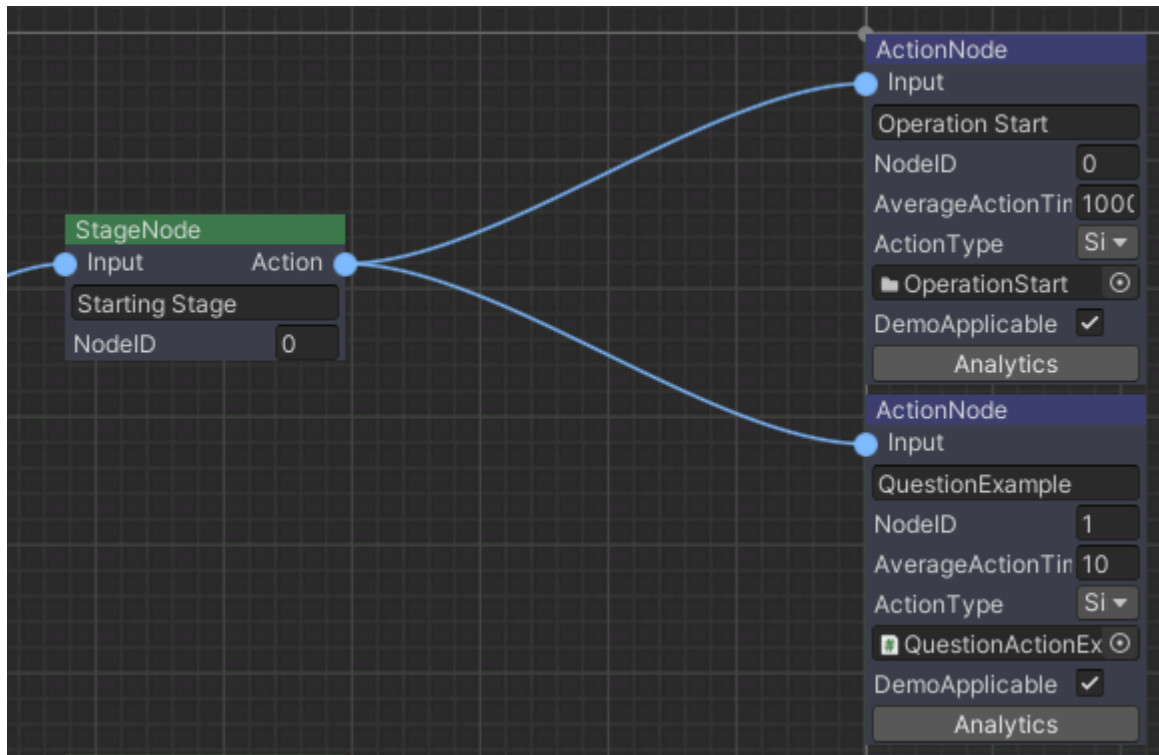 StageNode
Input Action
Starting Stage
NodeID 0
ActionNode
Input
Operation Start
NodeID 0
AverageActionTin 1000
ActionType Si
OperationStart
DemoApplicable
Analytics
ActionNode
Input
QuestionExample
NodeID 1
AverageActionTin 10
ActionType Si
QuestionActionEx
DemoApplicable
Analytics